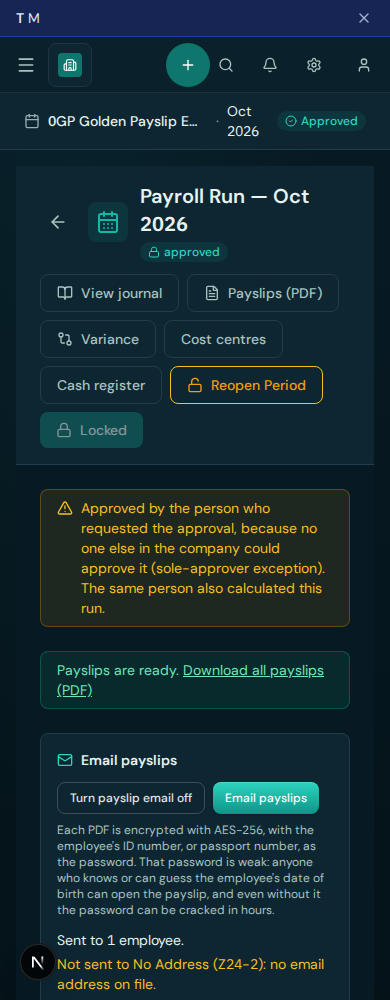 T M
0GP Golden Payslip E... · Oct 2026 Approved
Payroll Run — Oct
2026
approved
View journal
Payslips (PDF)
Variance
Cost centres
Cash register
Reopen Period
Locked
Approved by the person who
requested the approval, because no
one else in the company could
approve it (sole-approver exception).
The same person also calculated this
run.
Payslips are ready. Download all payslips
(PDF)
Email payslips
Turn payslip email off
Email payslips
Each PDF is encrypted with AES-256, with the
employee's ID number, or passport number, as
the password. That password is weak: anyone
who knows or can guess the employee's date of
birth can open the payslip, and even without it
the password can be cracked in hours.
Sent to 1 employee.
N
Not sent to No Address (Z24-2): no email
address on file.